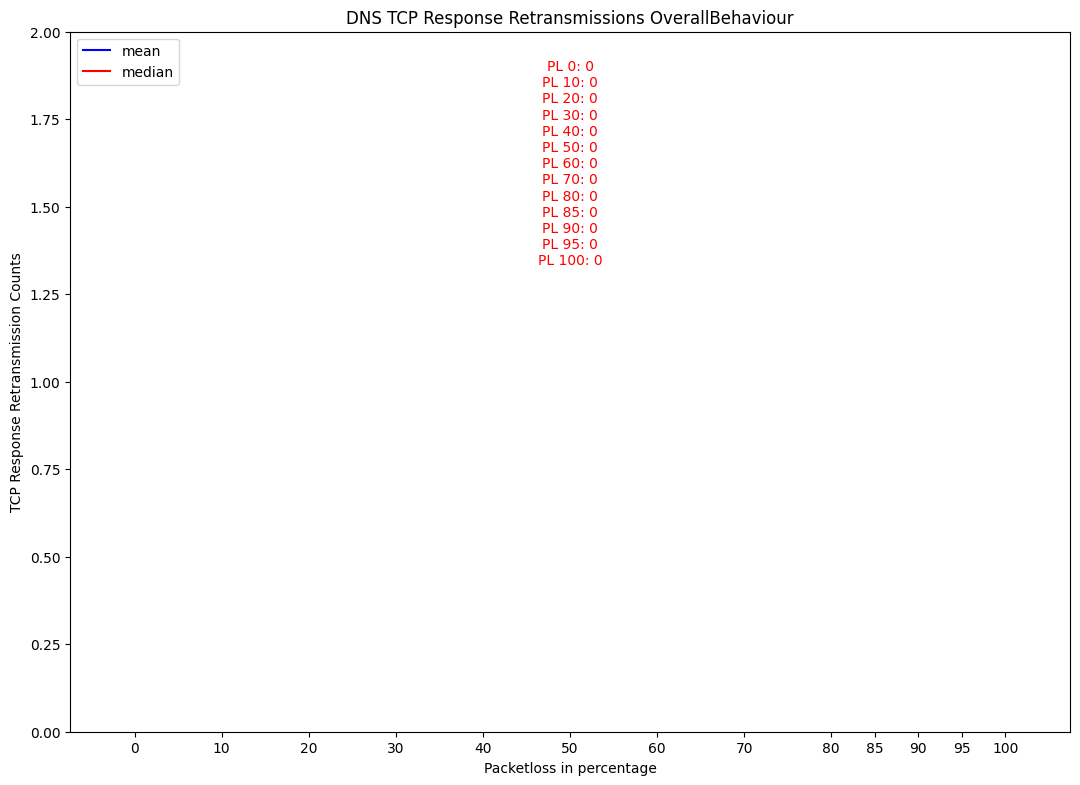 DNS TCP Response Retransmissions OverallBehaviour
mean
median
PL 0: 0
PL 10: 0
PL 20: 0
PL 30: 0
PL 40: 0
PL 50: 0
PL 60: 0
PL 70: 0
PL 80: 0
PL 85: 0
PL 90: 0
PL 95: 0
PL 100: 0
TCP Response Retransmission Counts
2.00
1.75
1.50
1.25
1.00
0.75
0.50
0.25
0.00
0 10 20 30 40 50 60 70 80 85 90 95 100
Packetloss in percentage